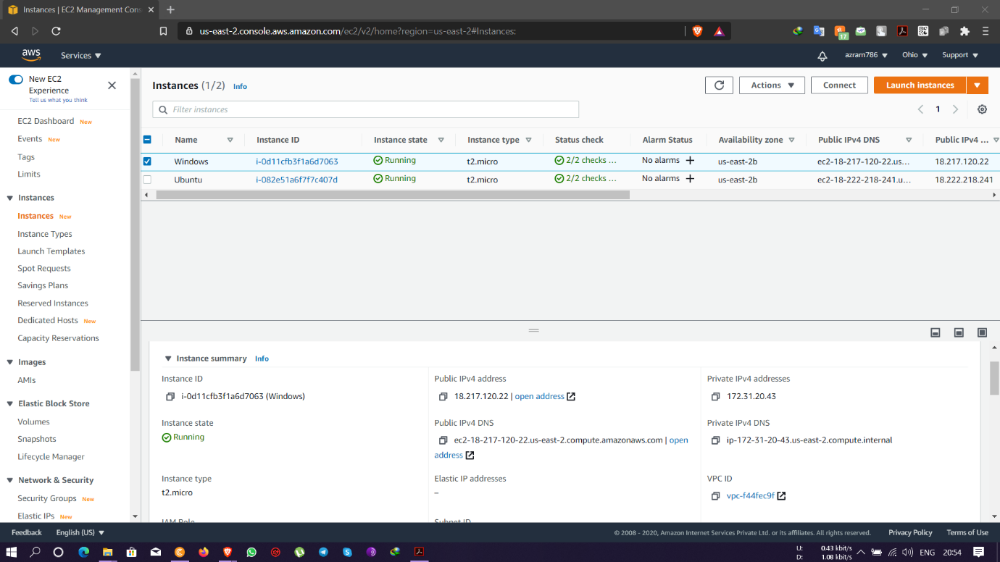 Instances | EC2 Management Cons
us-east-2.console.aws.amazon.com/ec2/v2/home?region=us-east-2#Instances:
17
aws
Services
azram786
Ohio
Support
New EC2
Experience
Tell us what you think
EC2 Dashboard New
Events New
Tags
Limits
Instances
Instances New
Instance Types
Launch Templates
Spot Requests
Savings Plans
Reserved Instances
Dedicated Hosts New
Capacity Reservations
Images
AMIs
Elastic Block Store
Volumes
Snapshots
Lifecycle Manager
Network & Security
Security Groups New
Elastic IPs New
Instances (1/2) Info
Actions
Connect
Launch instances
Filter instances
1
Name Instance ID Instance state Instance type Status check Alarm Status Availability zone Public IPv4 DNS Public IPv4 ...
Windows i-0d11cfb3f1a6d7063 Running t2.micro 2/2 checks ... No alarms + us-east-2b ec2-18-217-120-22.us... 18.217.120.22
Ubuntu i-082e51a6f7f7c407d Running t2.micro 2/2 checks ... No alarms + us-east-2b ec2-18-222-218-241.u... 18.222.218.241
Instance summary Info
Instance ID
i-0d11cfb3f1a6d7063 (Windows)
Public IPv4 address
18.217.120.22 | open address
Private IPv4 addresses
172.31.20.43
Instance state
Running
Public IPv4 DNS
ec2-18-217-120-22.us-east-2.compute.amazonaws.com | open
address
Private IPv4 DNS
ip-172-31-20-43.us-east-2.compute.internal
Instance type
t2.micro
Elastic IP addresses
–
VPC ID
vpc-f44fec9f
IAM Role
Subnet ID
Feedback
English (US)
© 2008 - 2020, Amazon Internet Services Private Ltd. or its affiliates. All rights reserved.
Privacy Policy
Terms of Use
U: 0.43 kbit/s
D: 1.08 kbit/s
ENG
20:54